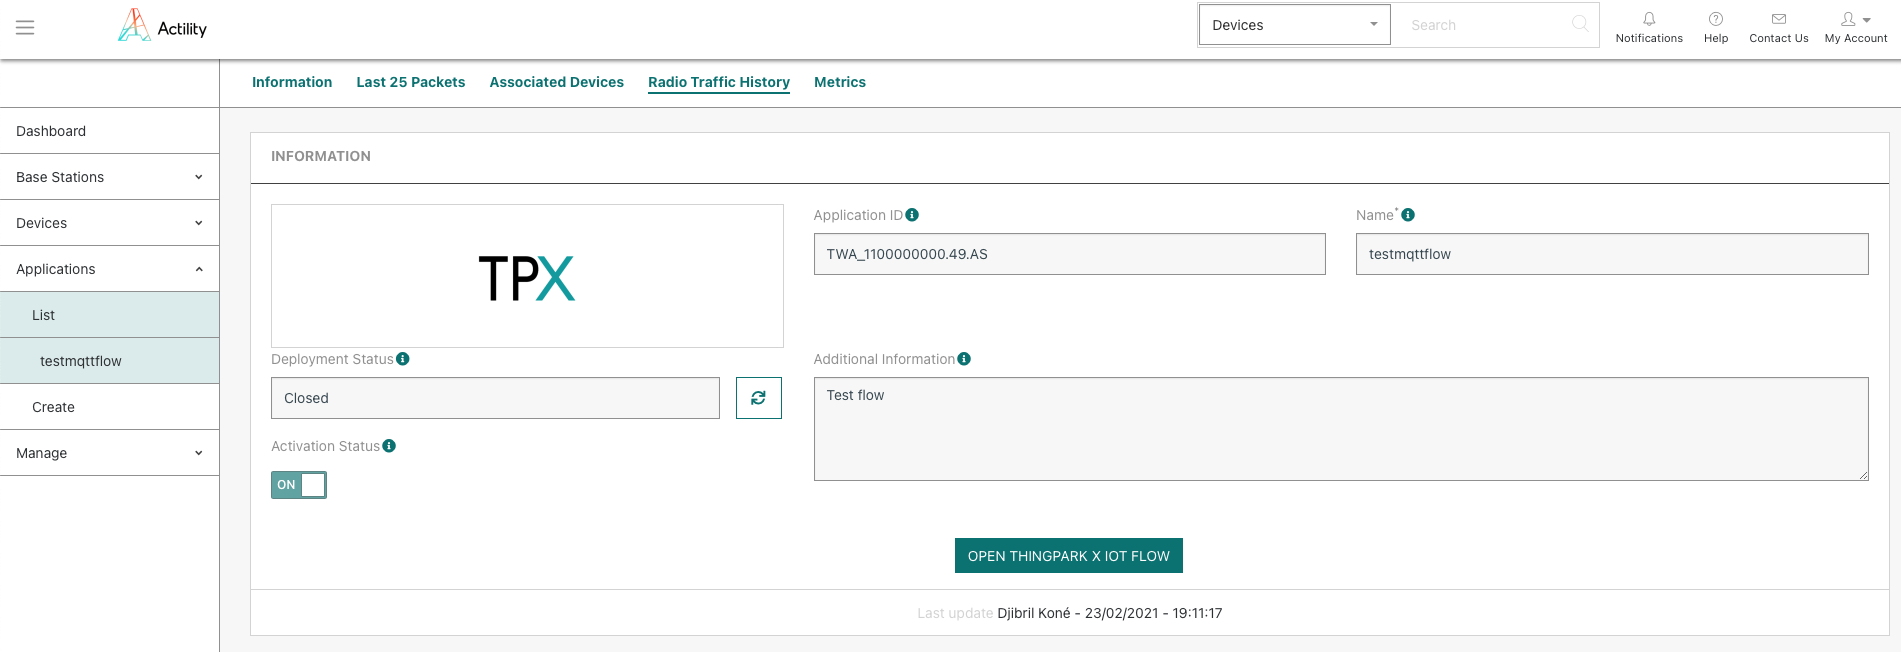 Actility
Devices
Search
Notifications
Help
Contact Us
My Account
Information
Last 25 Packets
Associated Devices
Radio Traffic History
Metrics
Dashboard
Base Stations
Devices
Applications
List
testmqttflow
Create
Manage
INFORMATION
TPX
Application ID
TWA_1100000000.49.AS
Name*
testmqttflow
Deployment Status
Closed
Additional Information
Test flow
Activation Status
ON
OPEN THINGPARK X IOT FLOW
Last update Djibril Koné - 23/02/2021 - 19:11:17